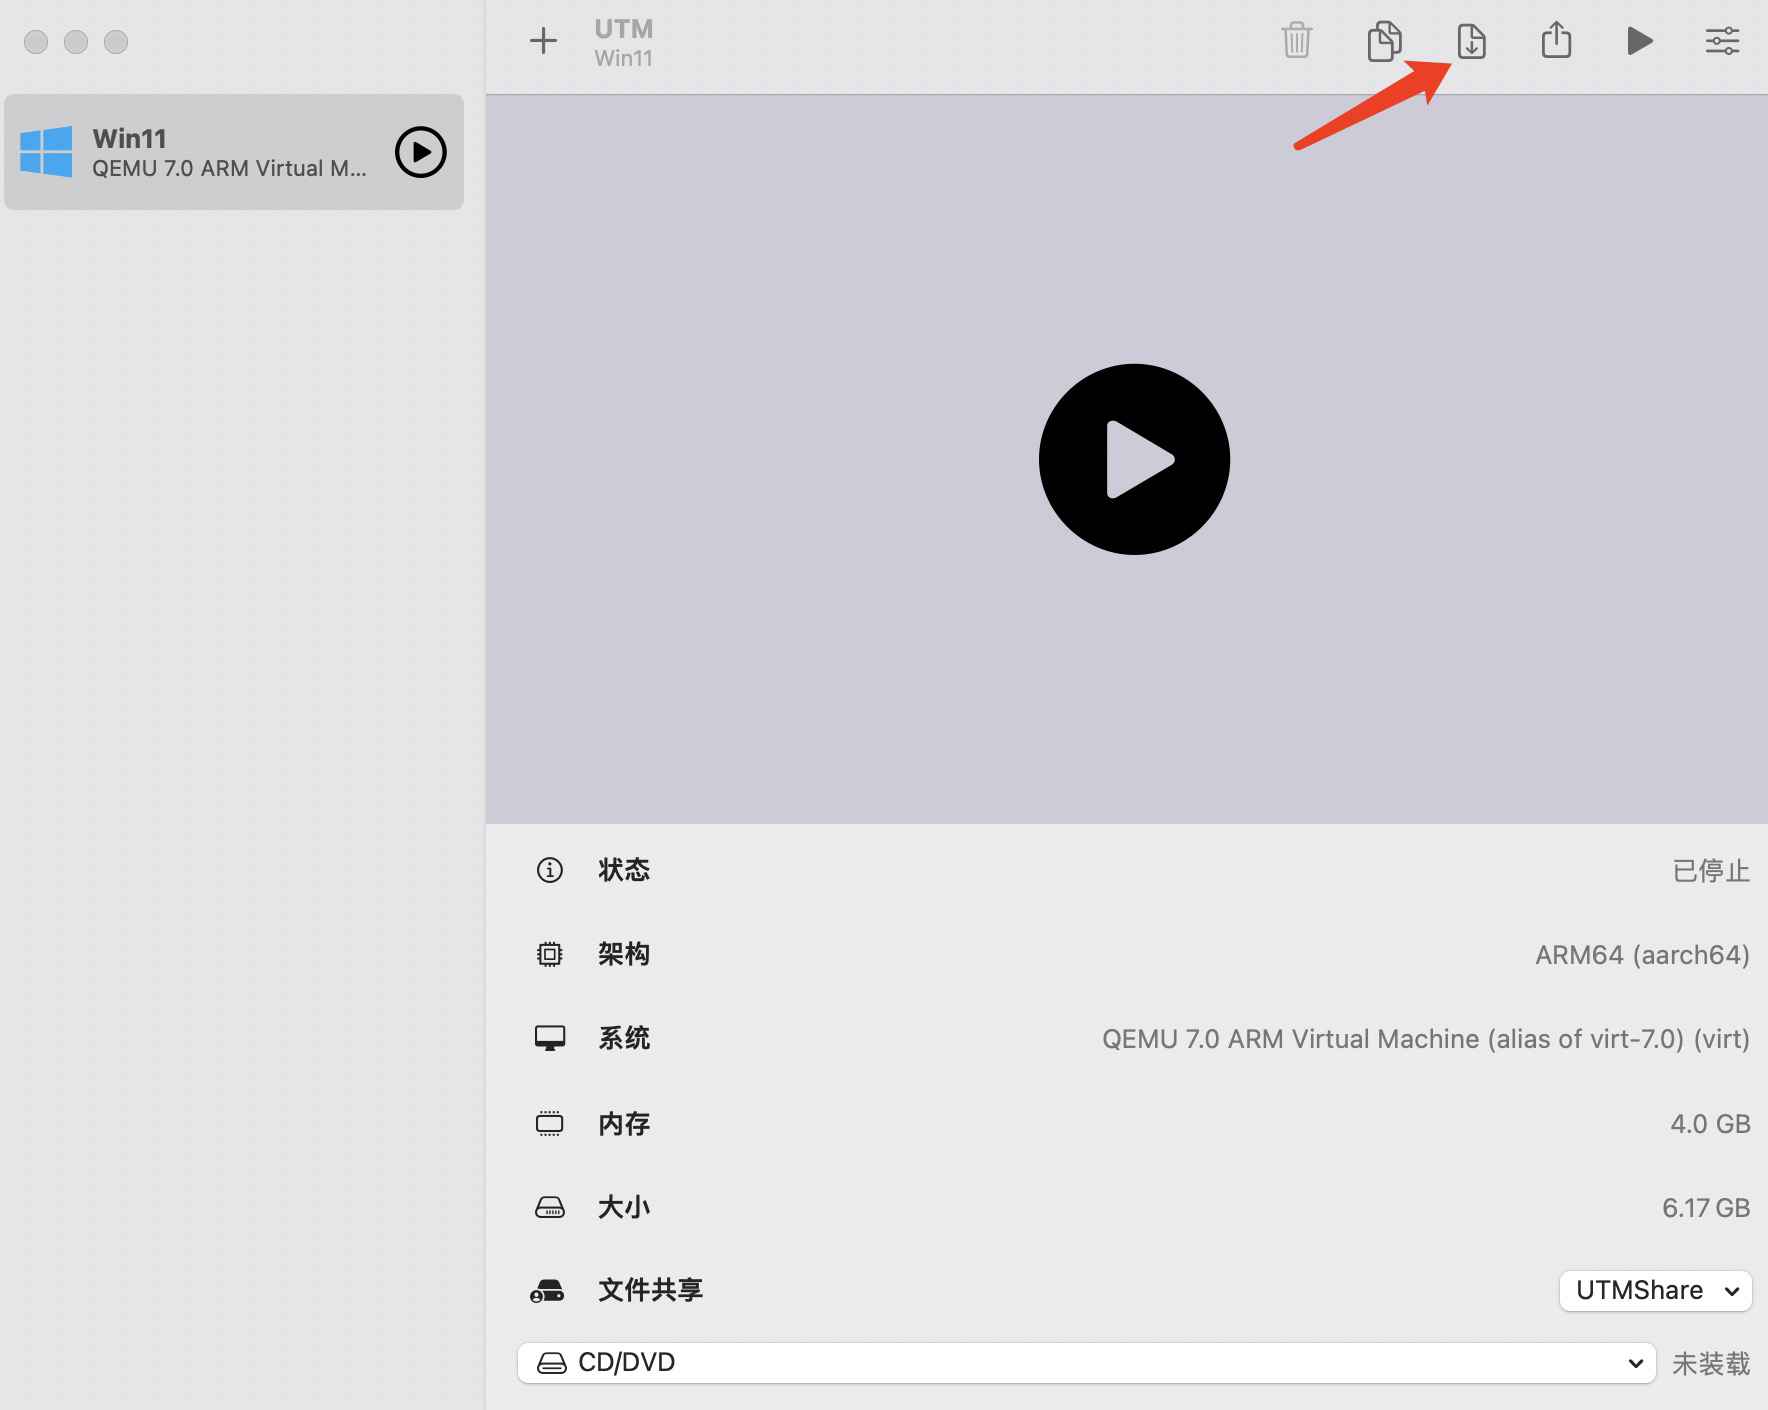 UTM
Win11
Win11
QEMU 7.0 ARM Virtual M...
状态 已停止
架构 ARM64 (aarch64)
系统 QEMU 7.0 ARM Virtual Machine (alias of virt-7.0) (virt)
内存 4.0 GB
大小 6.17 GB
文件共享 UTMShare
CD/DVD 未装载